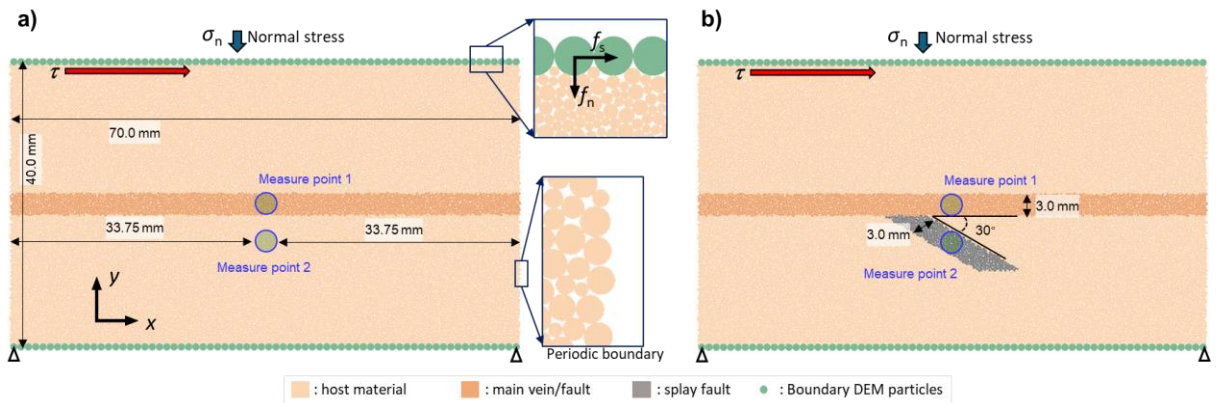 a)
σn
Normal stress
τ
fs
fn
70.0 mm
40.0 mm
Measure point 1
33.75 mm
33.75 mm
Measure point 2
y
x
Periodic boundary
b)
σn
Normal stress
τ
Measure point 1
3.0 mm
3.0 mm
30°
Measure point 2
: host material
: main vein/fault
: splay fault
: Boundary DEM particles